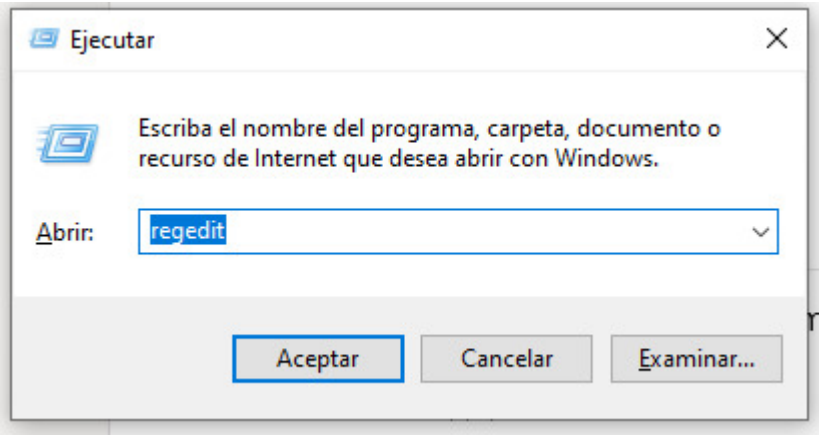 Ejecutar
Escriba el nombre del programa, carpeta, documento o
recurso de Internet que desea abrir con Windows.
Abrir: regedit
Aceptar Cancelar Examinar...